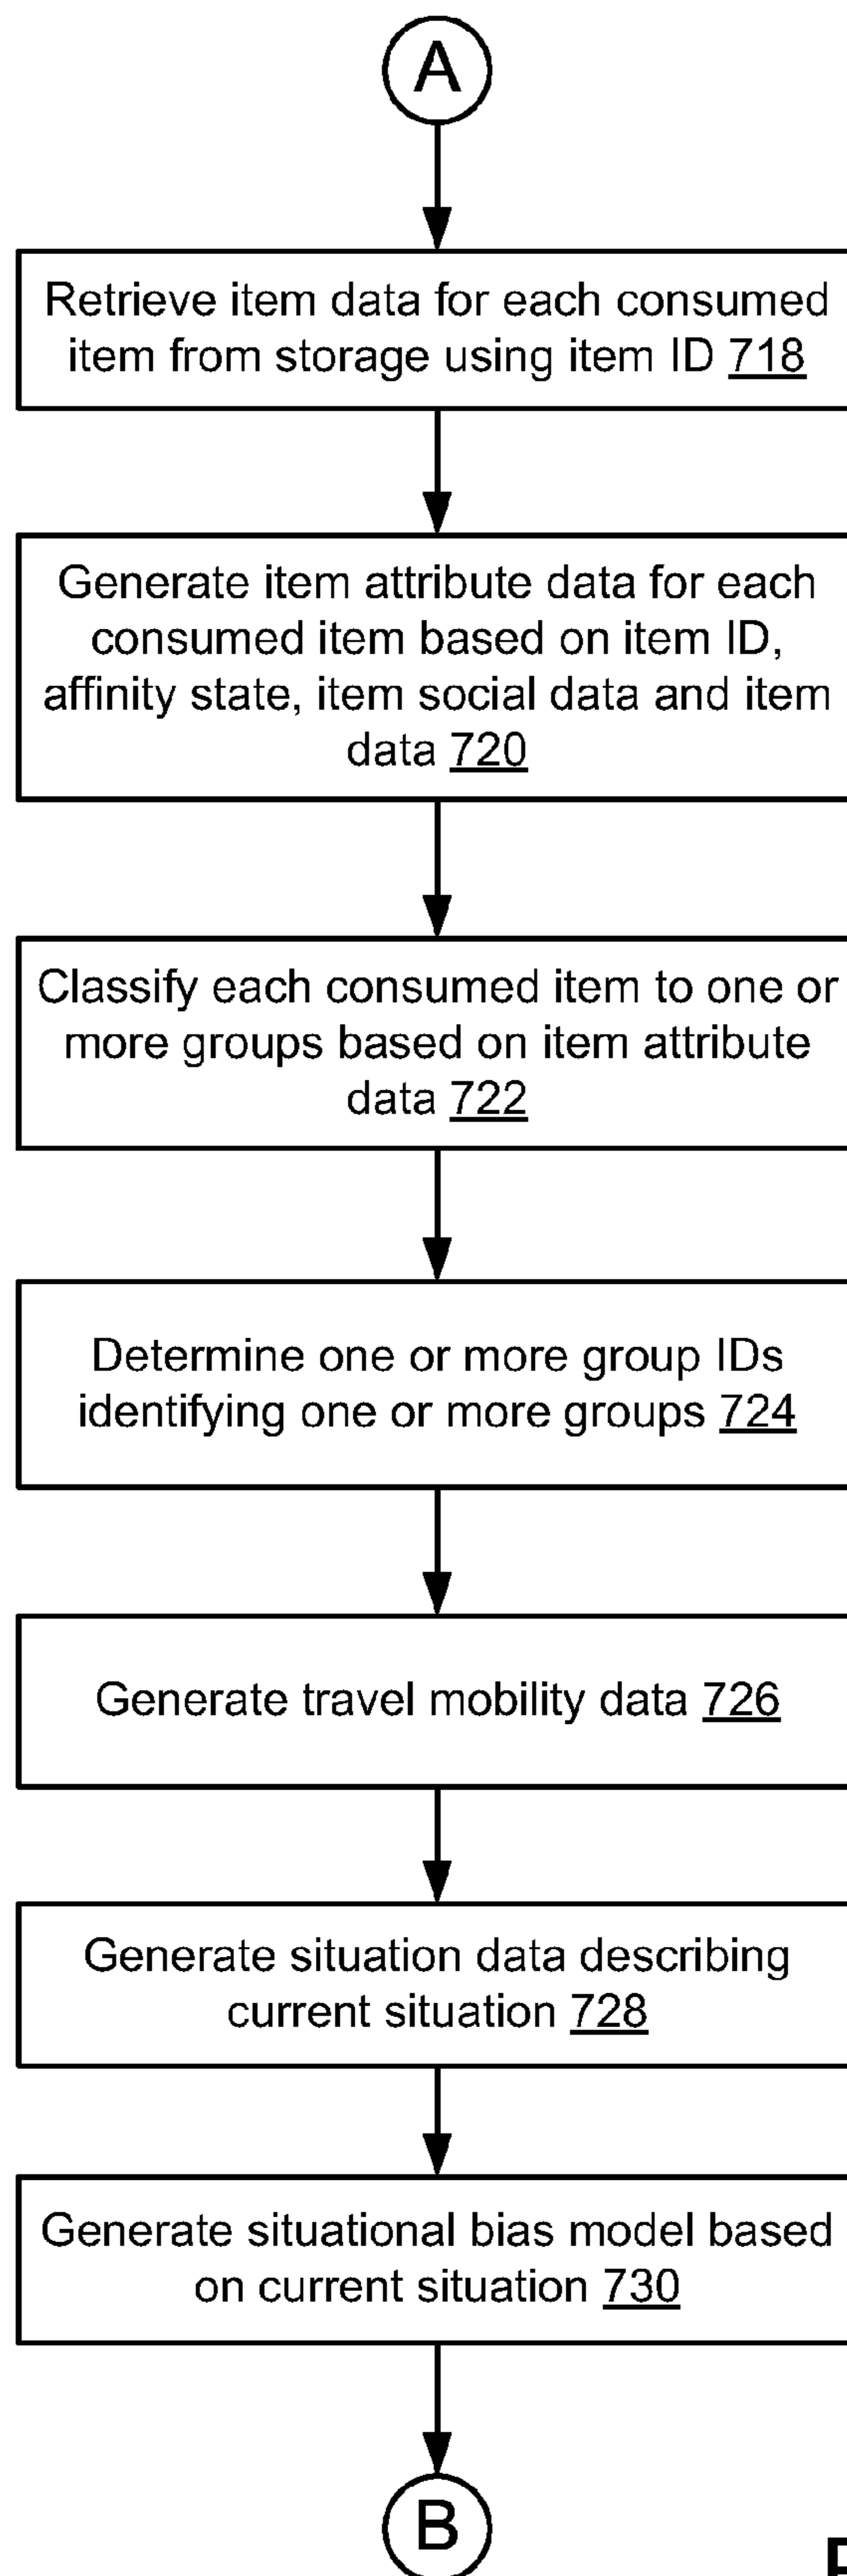 A
Retrieve item data for each consumed
item from storage using item ID 718
Generate item attribute data for each
consumed item based on item ID,
affinity state, item social data and item
data 720
Classify each consumed item to one or
more groups based on item attribute
data 722
Determine one or more group IDs
identifying one or more groups 724
Generate travel mobility data 726
Generate situation data describing
current situation 728
Generate situational bias model based
on current situation 730
B